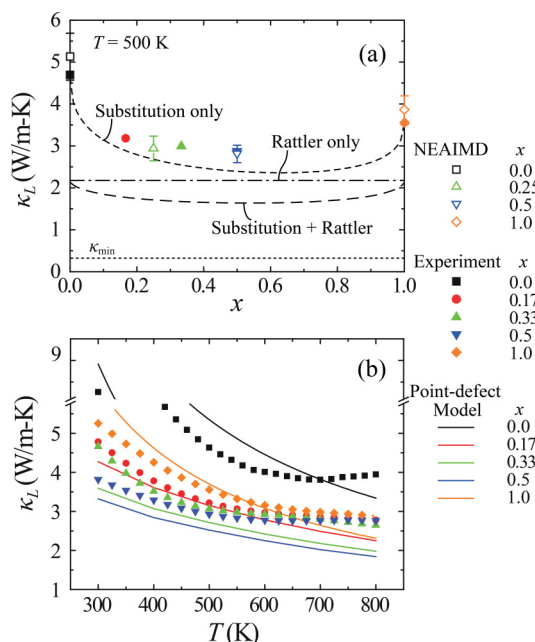 6
5
4
3
2
1
0
κL (W/m-K)
T = 500 K
(a)
Substitution only
Rattler only
Substitution + Rattler
κmin
0.0
0.2
0.4
0.6
0.8
1.0
x
NEAIMD x
0.0
0.25
0.5
1.0
Experiment x
0.0
0.17
0.33
0.5
1.0
Point-defect
Model x
0.0
0.17
0.33
0.5
1.0
(b)
9
5
4
3
2
1
κL (W/m-K)
300
400
500
600
700
800
T (K)